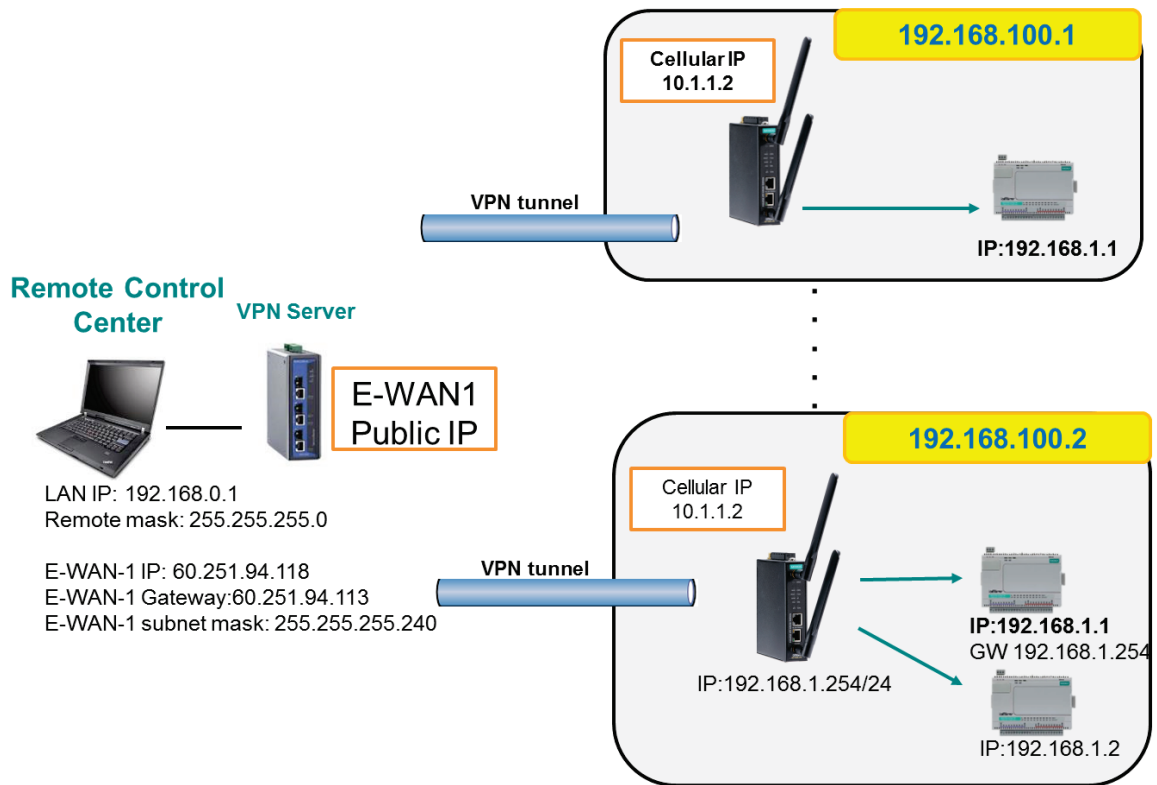 192.168.100.1
Cellular IP
10.1.1.2
VPN tunnel
IP:192.168.1.1
Remote Control
Center
VPN Server
E-WAN1
Public IP
LAN IP: 192.168.0.1
Remote mask: 255.255.255.0
E-WAN-1 IP: 60.251.94.118
E-WAN-1 Gateway:60.251.94.113
E-WAN-1 subnet mask: 255.255.255.240
192.168.100.2
Cellular IP
10.1.1.2
VPN tunnel
IP:192.168.1.254/24
IP:192.168.1.1
GW 192.168.1.254
IP:192.168.1.2